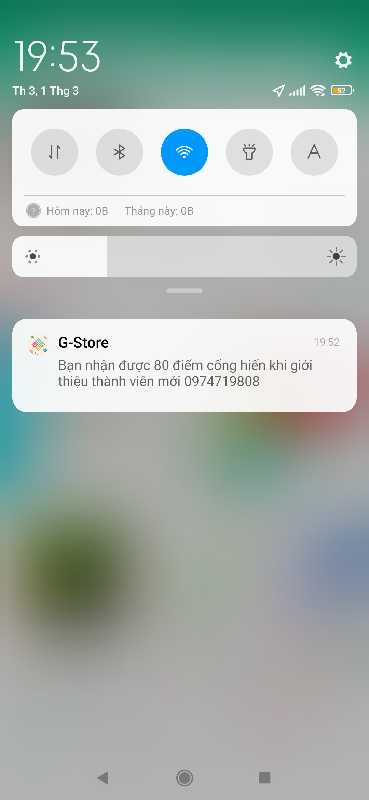 19:53
Th 3, 1 Thg 3
52
Hôm nay: 0B Tháng này: 0B
G-Store 19:52
Bạn nhận được 80 điểm cống hiến khi giới
thiệu thành viên mới 0974719808